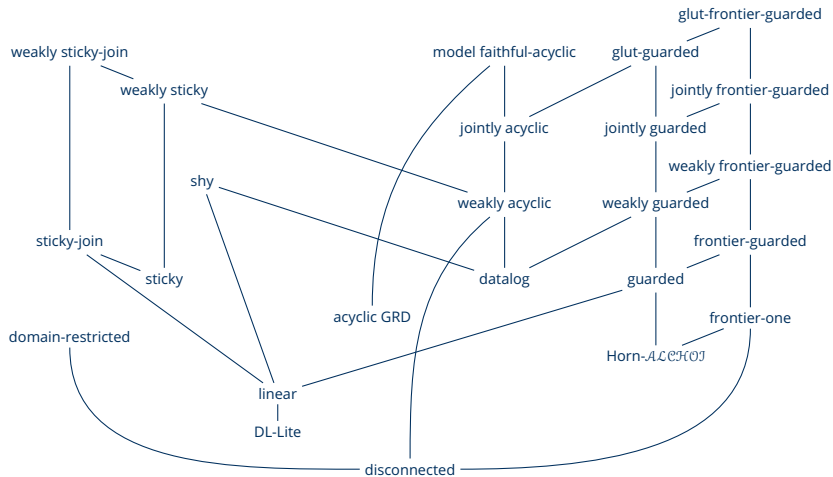 glut-frontier-guarded
weakly sticky-join
model faithful-acyclic
glut-guarded
weakly sticky
jointly frontier-guarded
jointly acyclic
jointly guarded
weakly frontier-guarded
shy
weakly acyclic
weakly guarded
sticky-join
frontier-guarded
sticky
datalog
guarded
acyclic GRD
frontier-one
domain-restricted
Horn-𝒜ℒ𝒞ℋ𝒪ℐ
linear
DL-Lite
disconnected